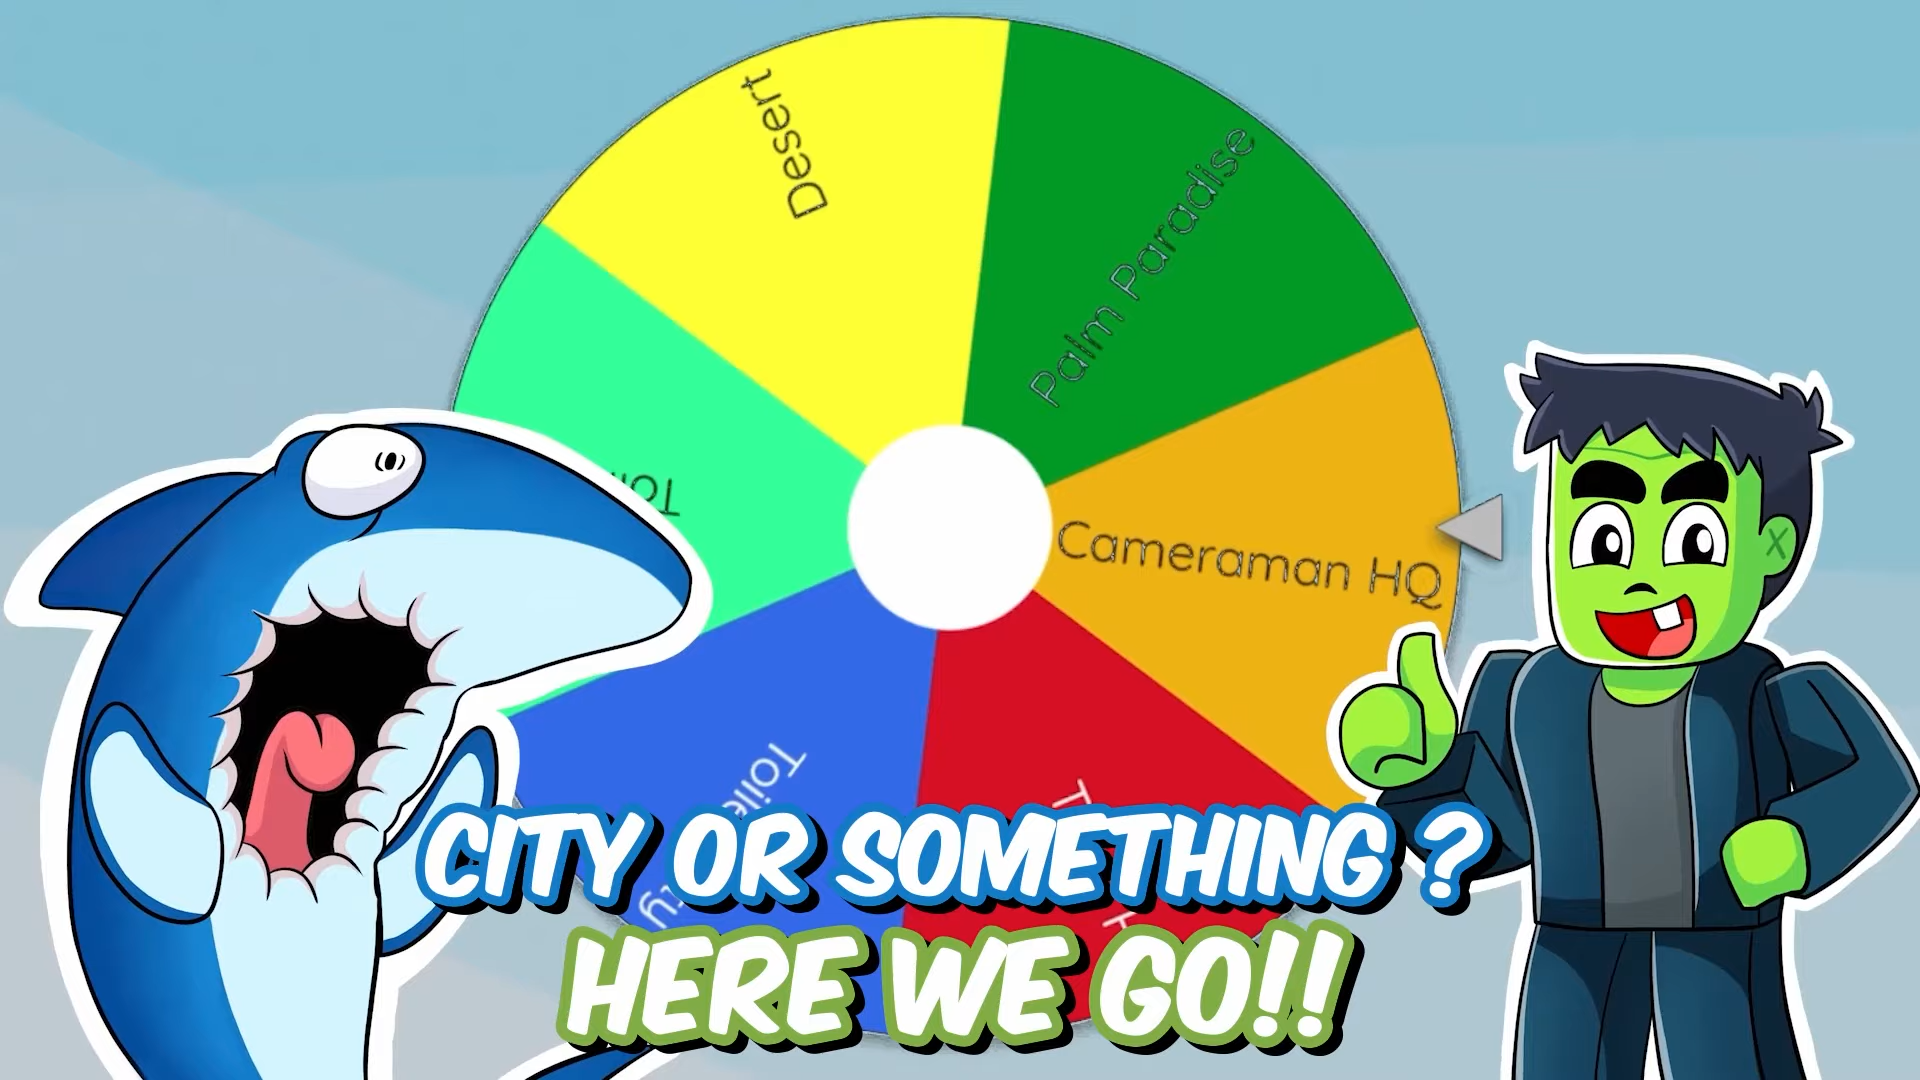 Desert
Palm Paradise
Cameraman HQ
CITY OR SOMETHING ?
HERE WE GO!!